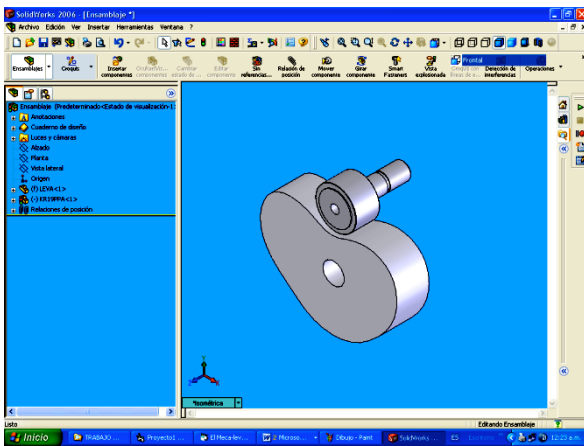 SolidWorks 2006 - [Ensamblaje *]
Archivo Edición Ver Insertar Herramientas Ventana ?
Ensamblajes
Croquis
Insertar componentes
Editar componente
Sin referencias...
Relación de posición
Mover componente
Girar componente
Smart Fasteners
Vista explosionada
Detección de interferencias
Operaciones
Frontal
Ensamblaje (Predeterminado<Estado de visualización-1>
Anotaciones
Cuaderno de diseño
Luces y cámaras
Alzado
Planta
Vista lateral
Origen
(f) LEVA<1>
(-) KR19PPA<1>
Relaciones de posición
*Isométrica
Listo
Editando Ensamblaje
Inicio
TRABAJO ...
Proyecto1 ...
El Meca-lev...
2 Microso...
Dibujo - Paint
SolidWorks ...
ES
12:23 a.m.